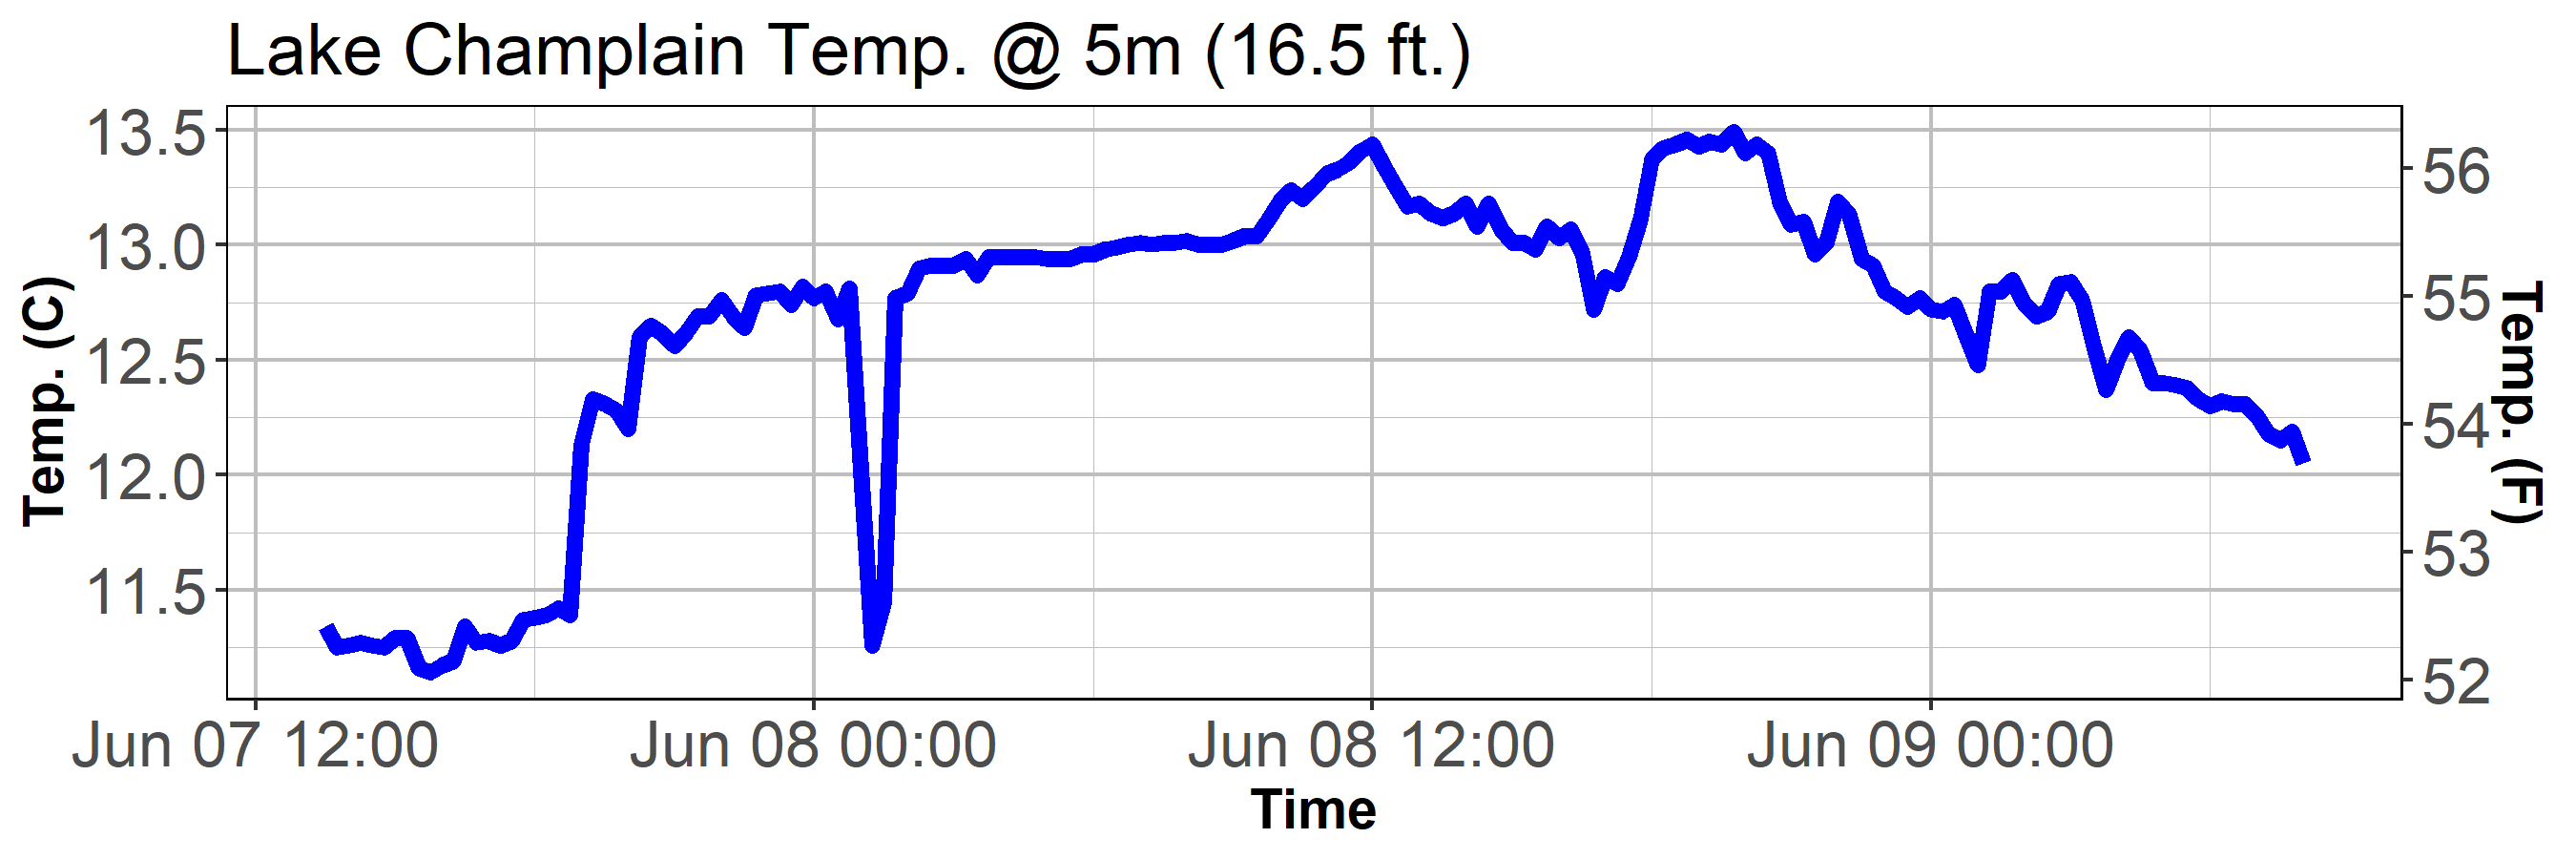 Lake Champlain Temp. @ 5m (16.5 ft.)
13.5
13.0
12.5
12.0
11.5
Temp. (C)
56
55
54
53
52
Temp. (F)
Jun 07 12:00
Jun 08 00:00
Jun 08 12:00
Jun 09 00:00
Time